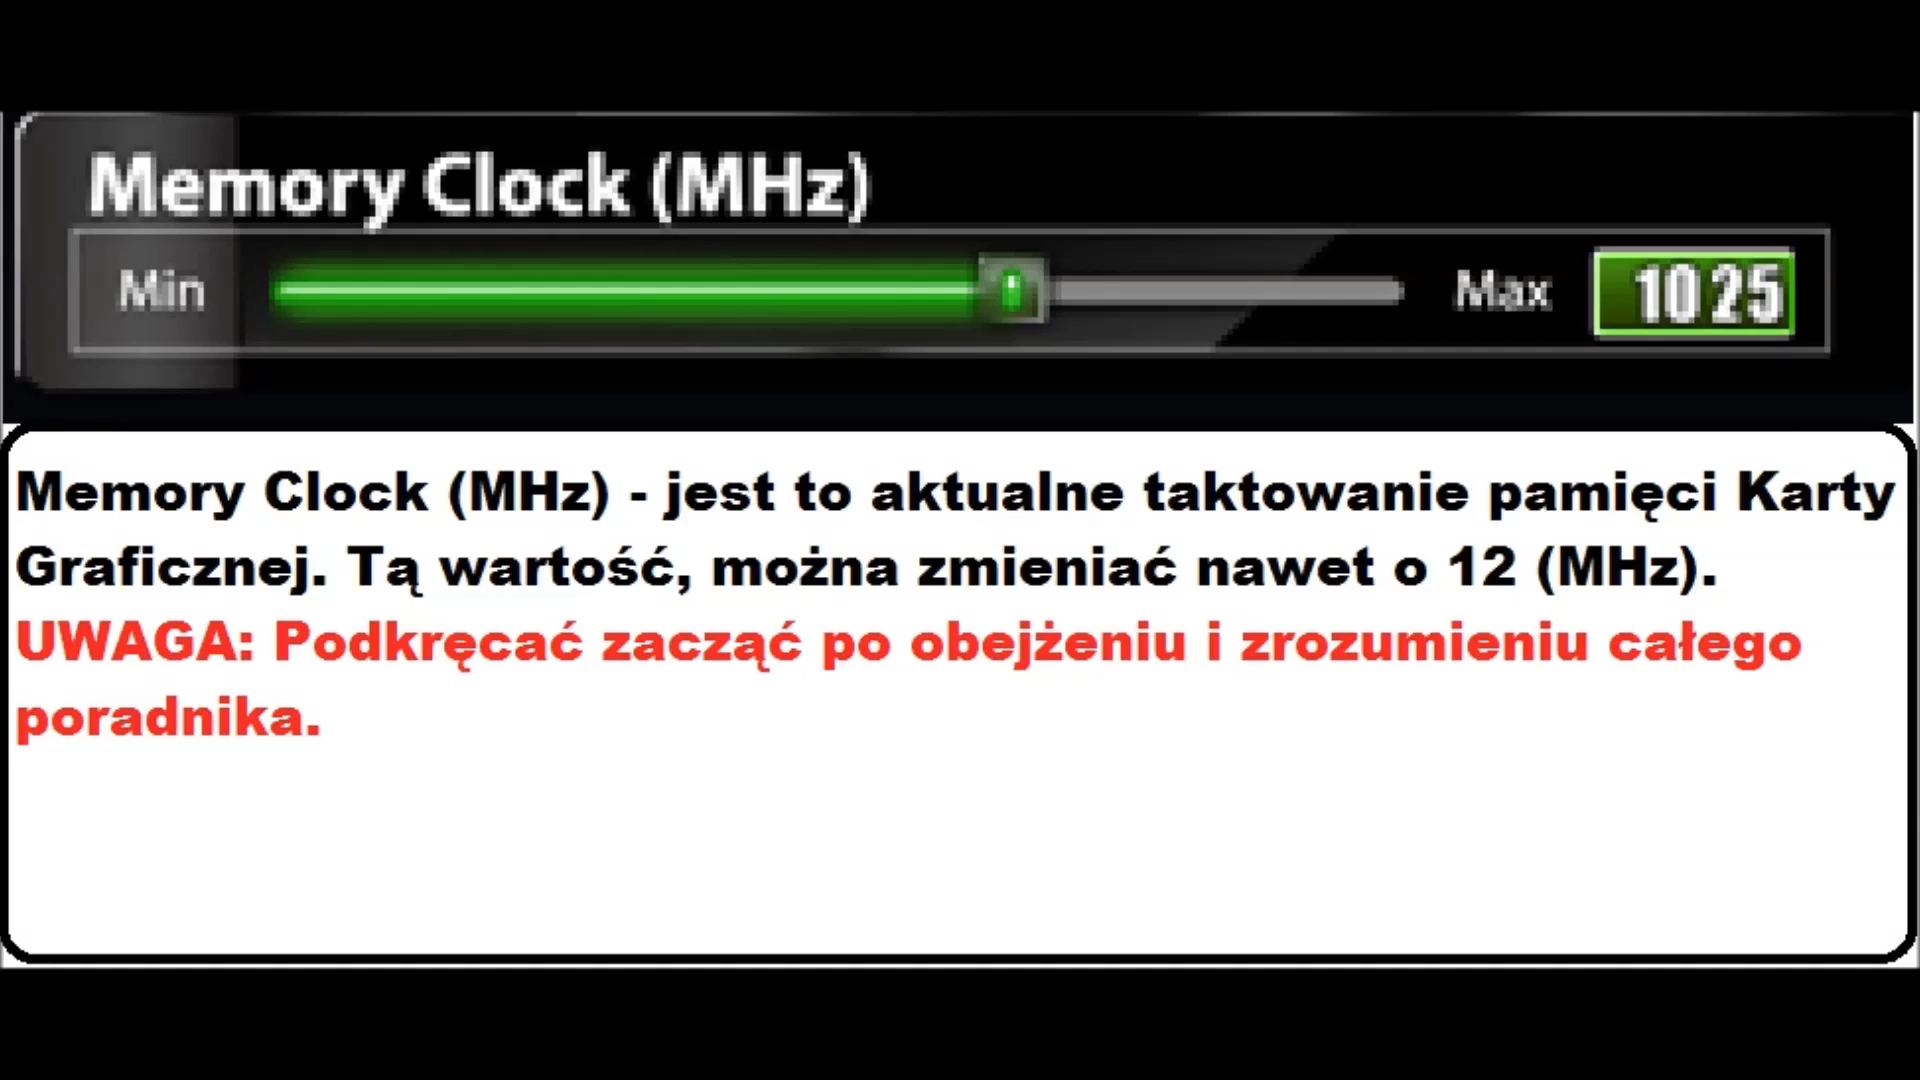 Memory Clock (MHz)
Min Max 1025
Memory Clock (MHz) - jest to aktualne taktowanie pamięci Karty
Graficznej. Tą wartość, można zmieniać nawet o 12 (MHz).
UWAGA: Podkręcać zacząć po obejżeniu i zrozumieniu całego
poradnika.